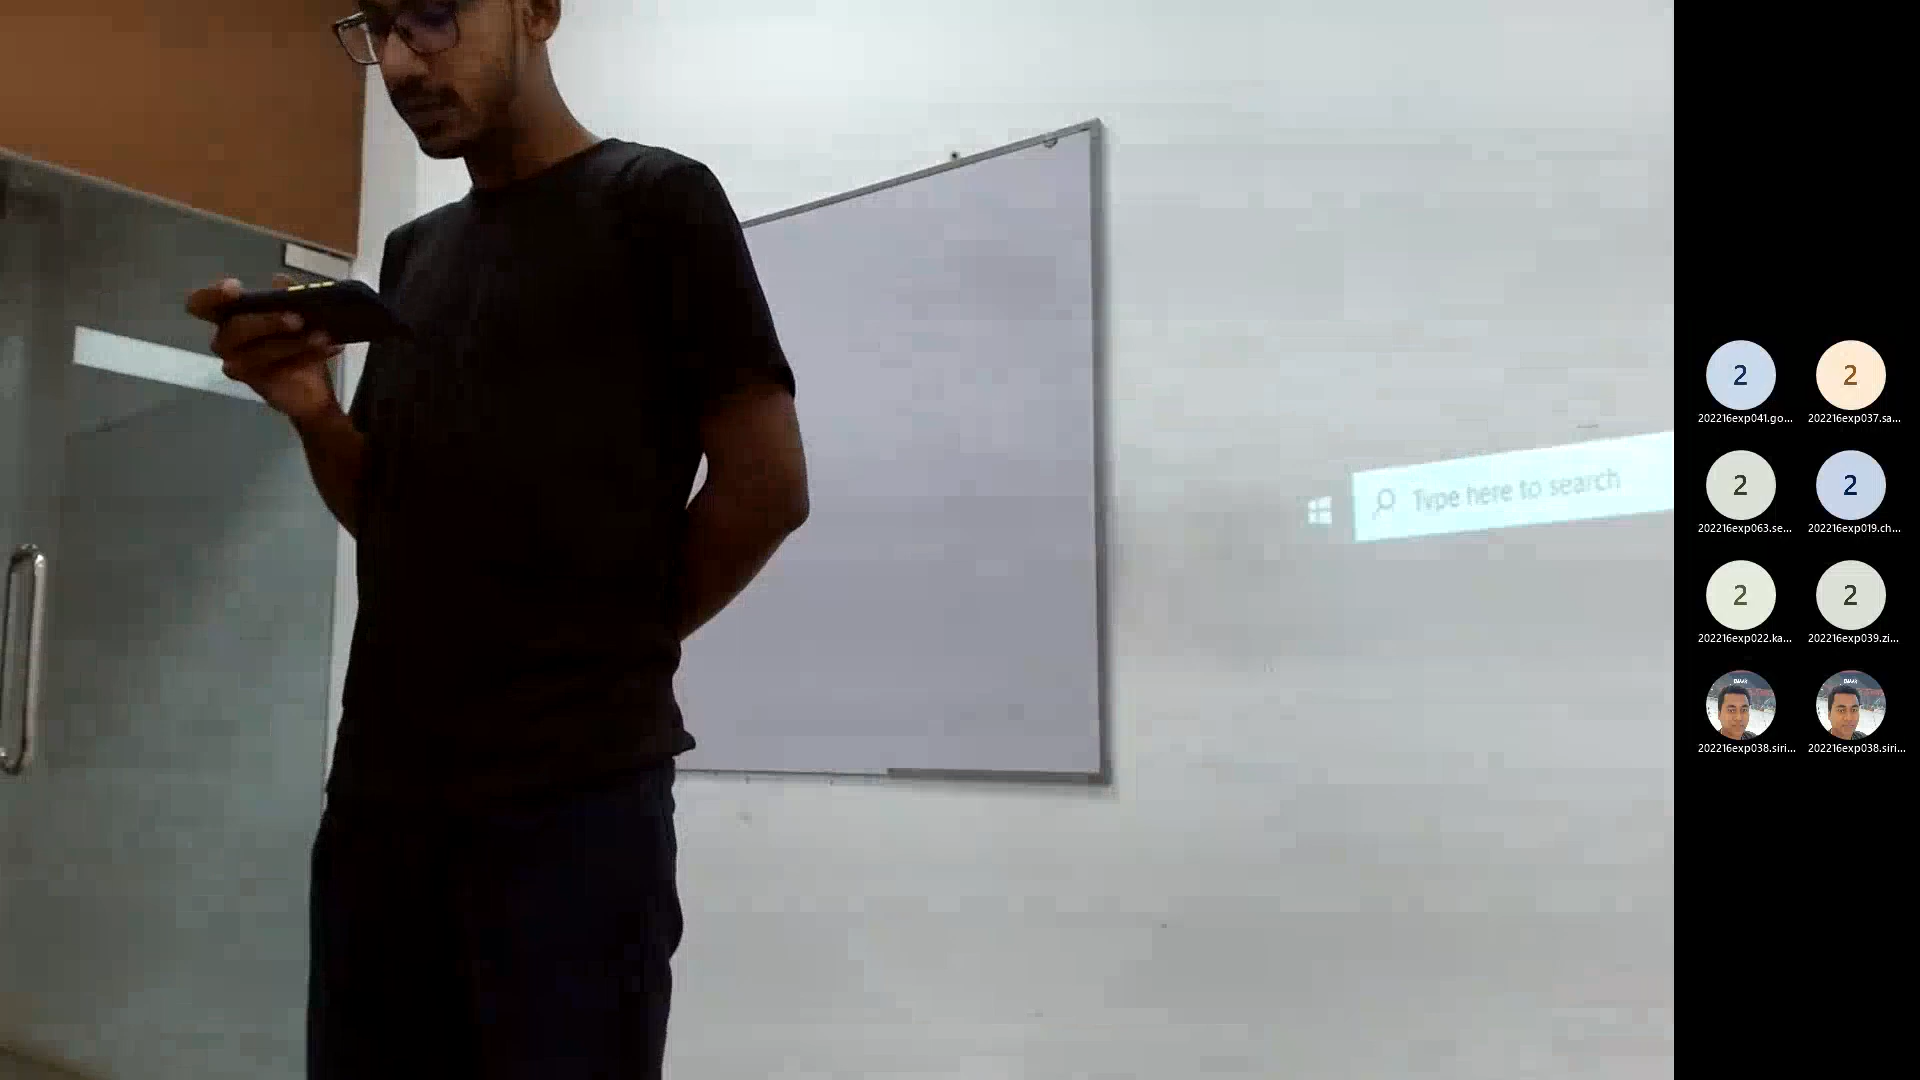 Type here to search
2
2
202216exp041.go...
202216exp037.sa...
2
2
202216exp063.se...
202216exp019.ch...
2
2
202216exp022.ka...
202216exp039.zi...
202216exp038.siri...
202216exp038.siri...